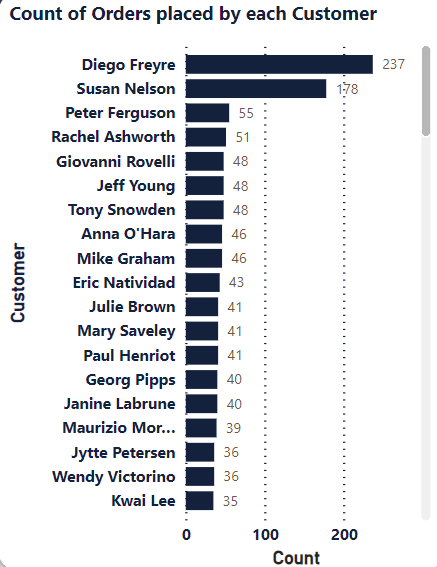 Count of Orders placed by each Customer
Customer
Diego Freyre 237
Susan Nelson 178
Peter Ferguson 55
Rachel Ashworth 51
Giovanni Rovelli 48
Jeff Young 48
Tony Snowden 48
Anna O'Hara 46
Mike Graham 46
Eric Natividad 43
Julie Brown 41
Mary Saveley 41
Paul Henriot 41
Georg Pipps 40
Janine Labrune 40
Maurizio Mor... 39
Jytte Petersen 36
Wendy Victorino 36
Kwai Lee 35
0 100 200
Count